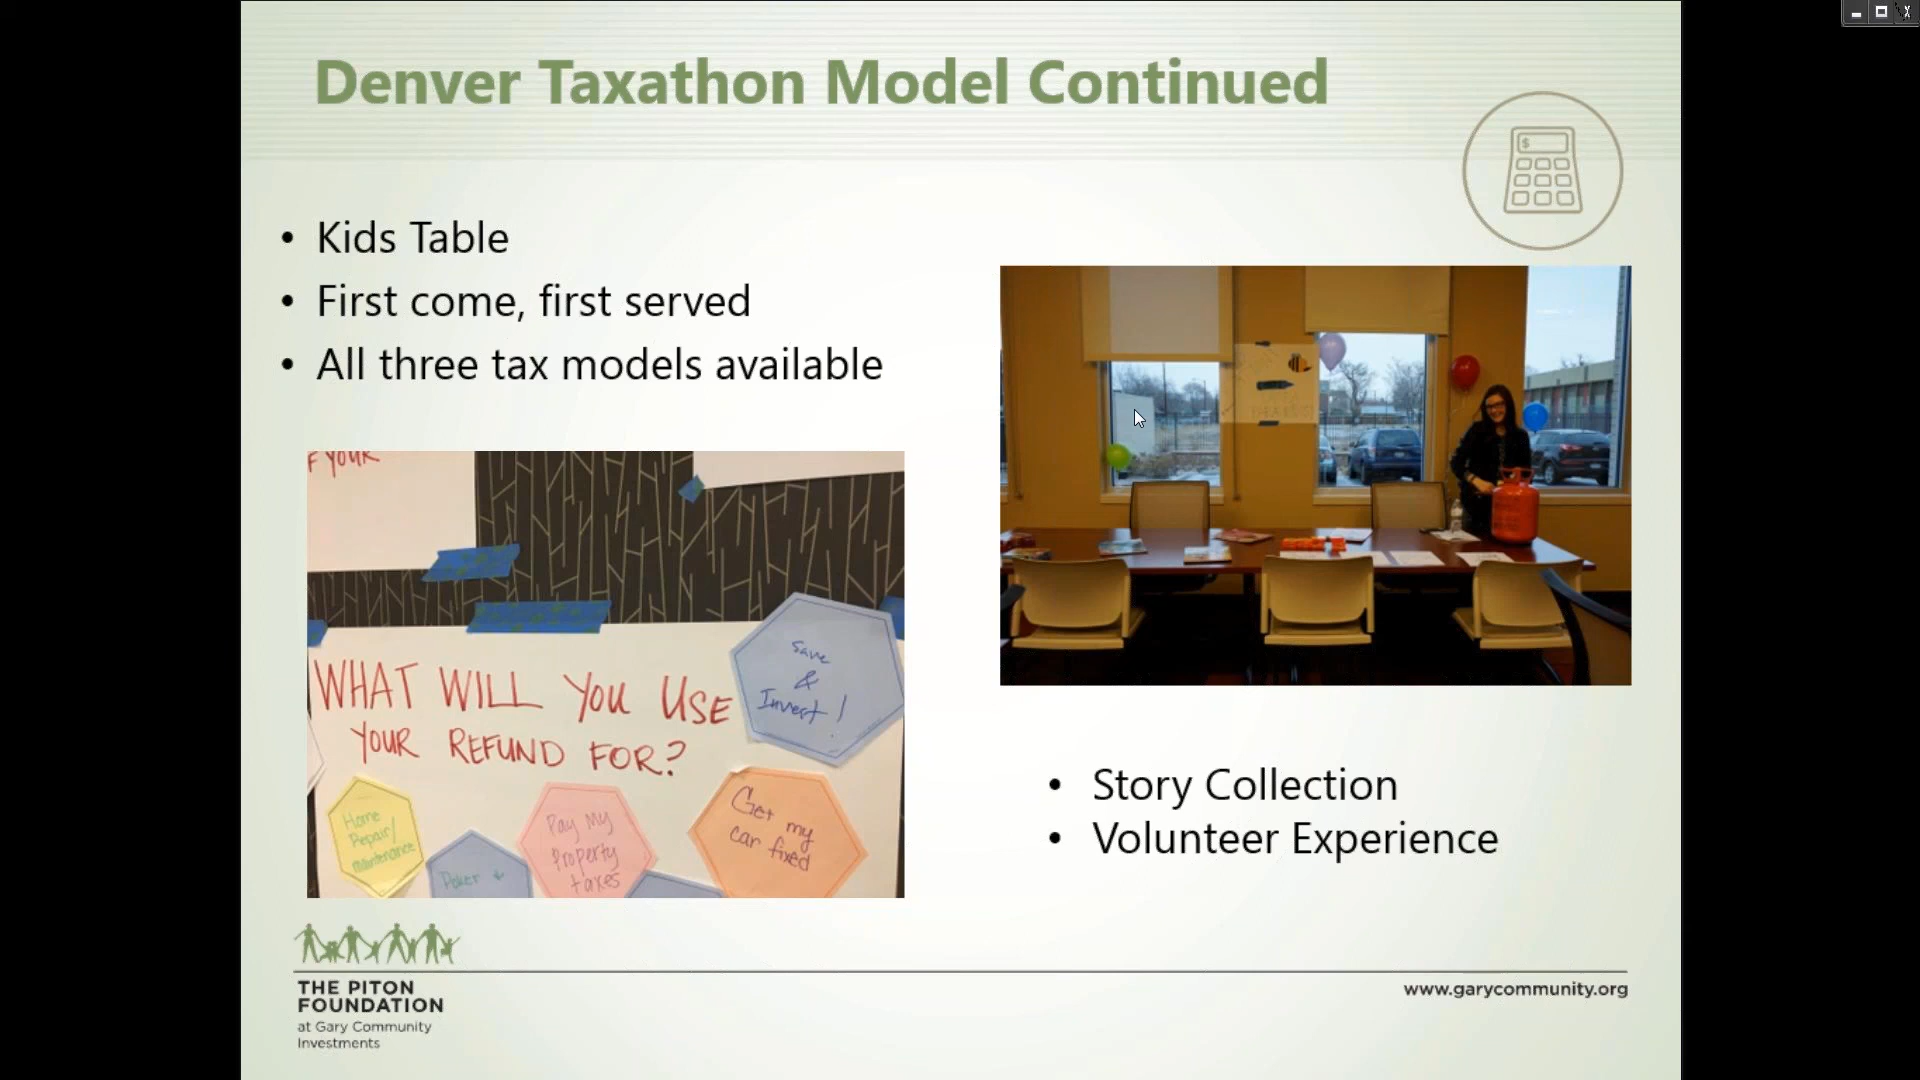 Denver Taxathon Model Continued
$
• Kids Table
• First come, first served
• All three tax models available
F YOUR
WHAT WILL YOU USE
YOUR REFUND FOR?
Save
&
Invest!
Home
Repair/
maintenance
Poker
Pay My
Property
taxes
Get my
car fixed
• Story Collection
• Volunteer Experience
THE PITON
FOUNDATION
at Gary Community
Investments
www.garycommunity.org